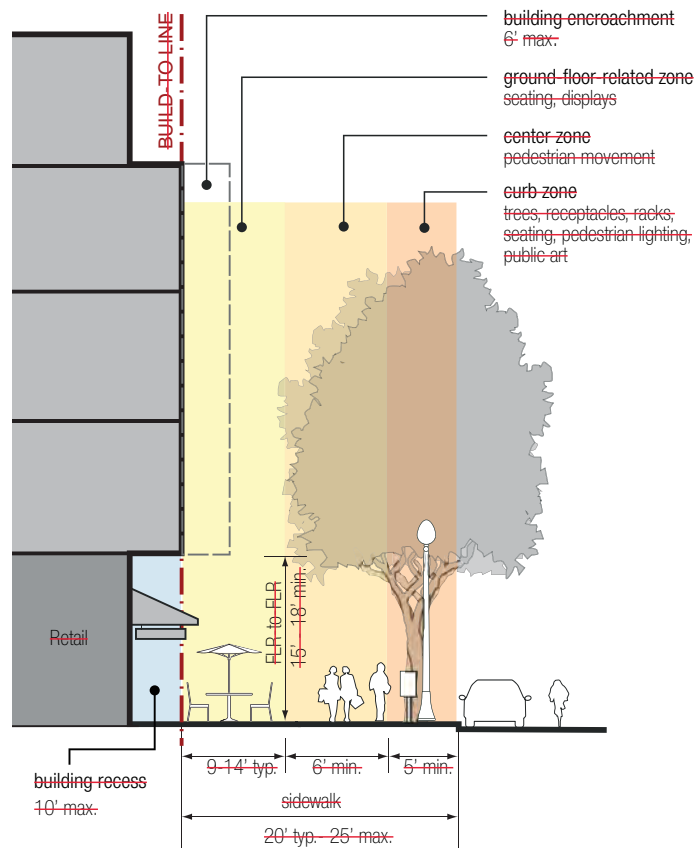 building encroachment
6' max.
BUILD-TO LINE
ground-floor-related zone
seating, displays
center zone
pedestrian movement
curb zone
trees, receptacles, racks,
seating, pedestrian lighting,
public art
FLR to FLR
15' - 18' min.
Retail
building recess
10' max.
9-14' typ.
6' min.
5' min.
sidewalk
20' typ.- 25' max.